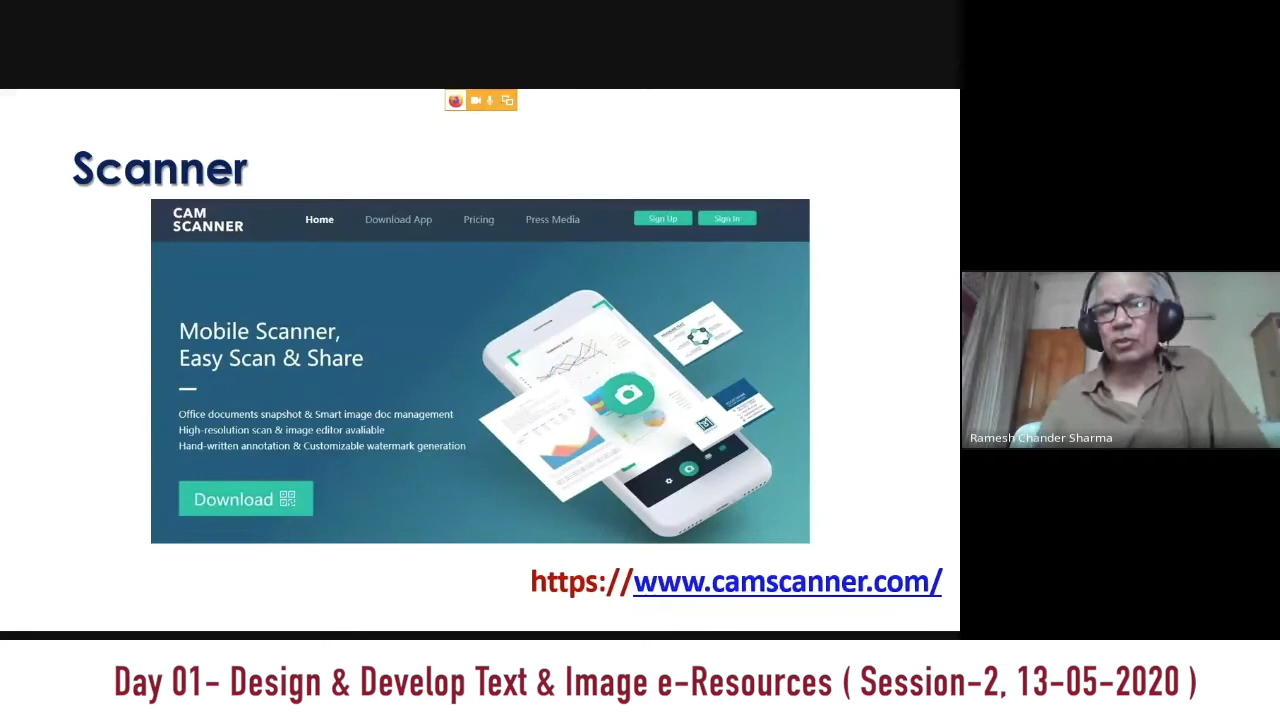 Scanner
CAM
SCANNER
Home
Download App
Pricing
Press Media
Sign Up
Sign In
Mobile Scanner,
Easy Scan & Share
Office documents snapshot & Smart image doc management
High-resolution scan & image editor avaliable
Hand-written annotation & Customizable watermark generation
Download
https://www.camscanner.com/
Ramesh Chander Sharma
Day 01- Design & Develop Text & Image e-Resources ( Session-2, 13-05-2020 )